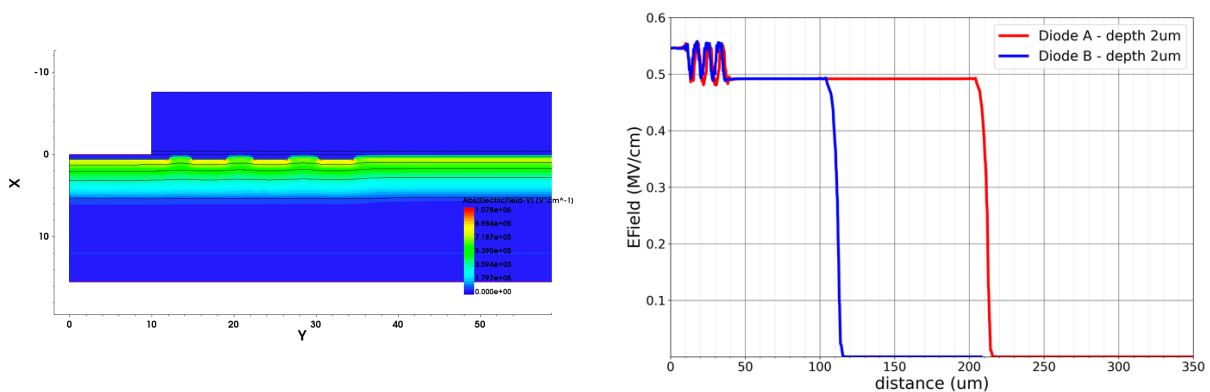 -10
0
10
X
0
10
20
30
40
50
Y
Abs(ElectricField-V) (V*cm^-1)
1.078e+06
8.984e+05
7.187e+05
5.390e+05
3.594e+05
1.797e+05
0.000e+00
0.6
0.5
0.4
0.3
0.2
0.1
EField (MV/cm)
Diode A - depth 2um
Diode B - depth 2um
0
50
100
150
200
250
300
350
distance (um)